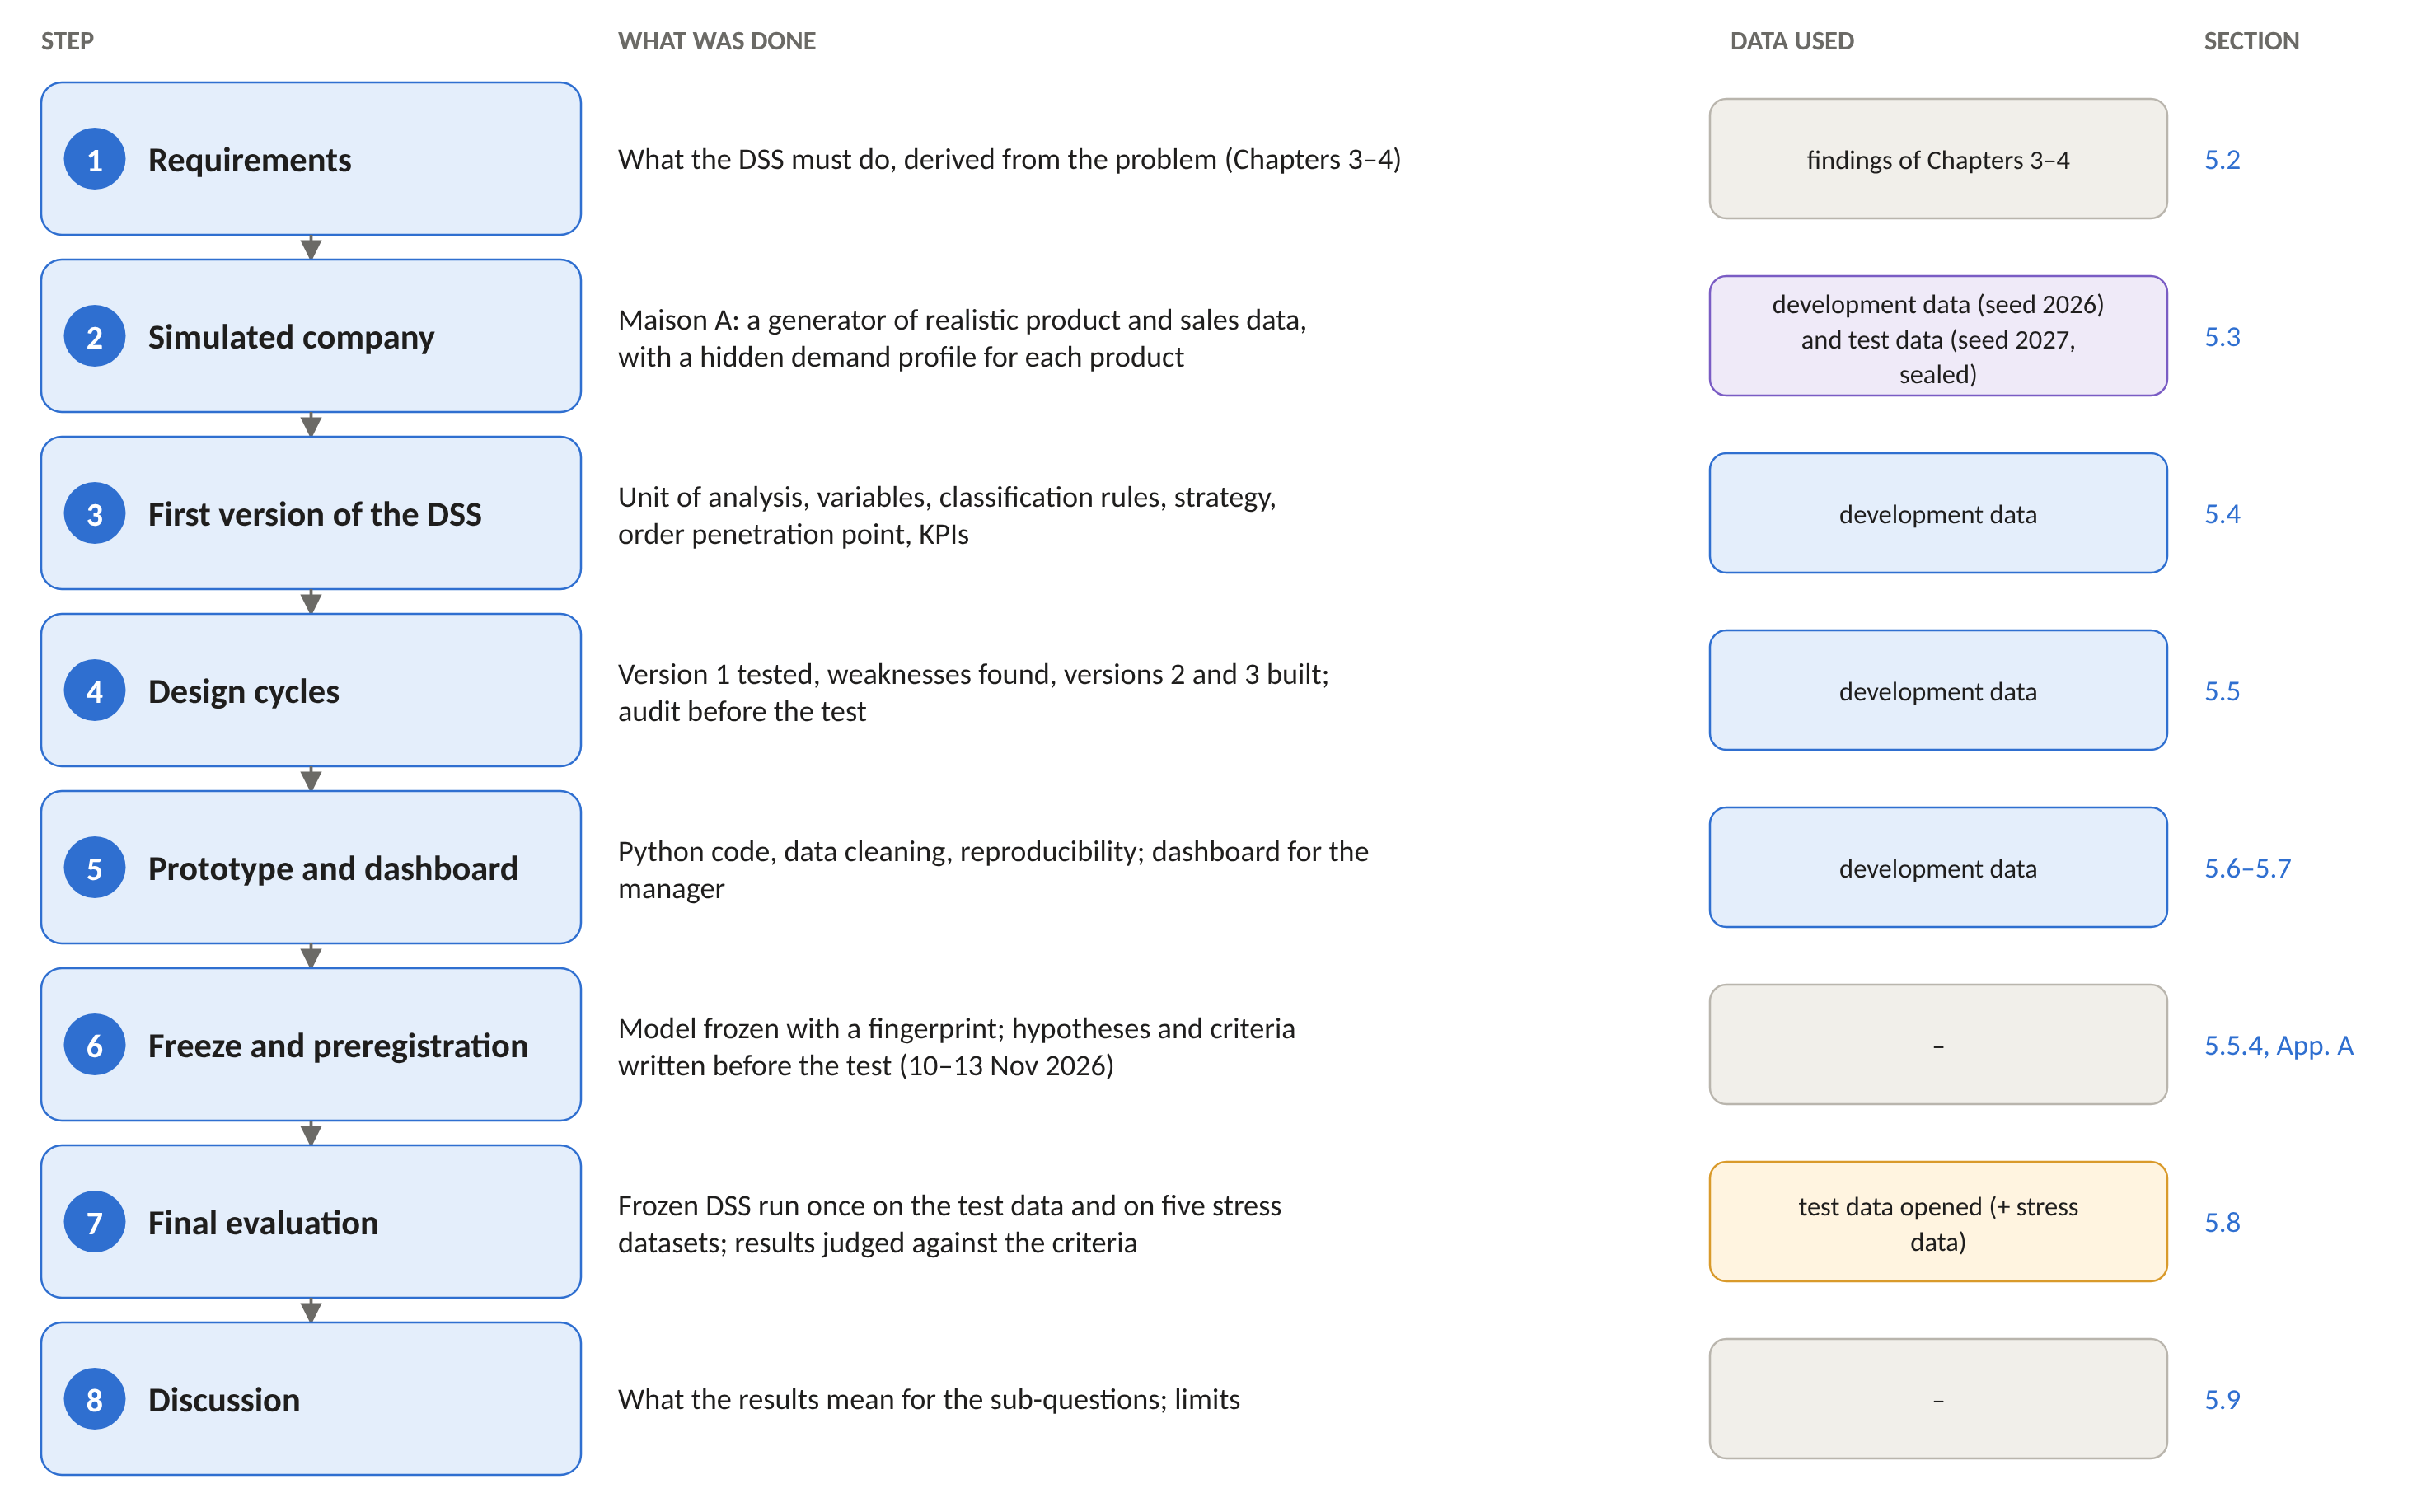 STEP
WHAT WAS DONE
DATA USED
SECTION
1
Requirements
What the DSS must do, derived from the problem (Chapters 3–4)
findings of Chapters 3–4
5.2
2
Simulated company
Maison A: a generator of realistic product and sales data,
with a hidden demand profile for each product
development data (seed 2026)
and test data (seed 2027,
sealed)
5.3
3
First version of the DSS
Unit of analysis, variables, classification rules, strategy,
order penetration point, KPIs
development data
5.4
4
Design cycles
Version 1 tested, weaknesses found, versions 2 and 3 built;
audit before the test
development data
5.5
5
Prototype and dashboard
Python code, data cleaning, reproducibility; dashboard for the
manager
development data
5.6–5.7
6
Freeze and preregistration
Model frozen with a fingerprint; hypotheses and criteria
written before the test (10–13 Nov 2026)
–
5.5.4, App. A
7
Final evaluation
Frozen DSS run once on the test data and on five stress
datasets; results judged against the criteria
test data opened (+ stress
data)
5.8
8
Discussion
What the results mean for the sub-questions; limits
–
5.9